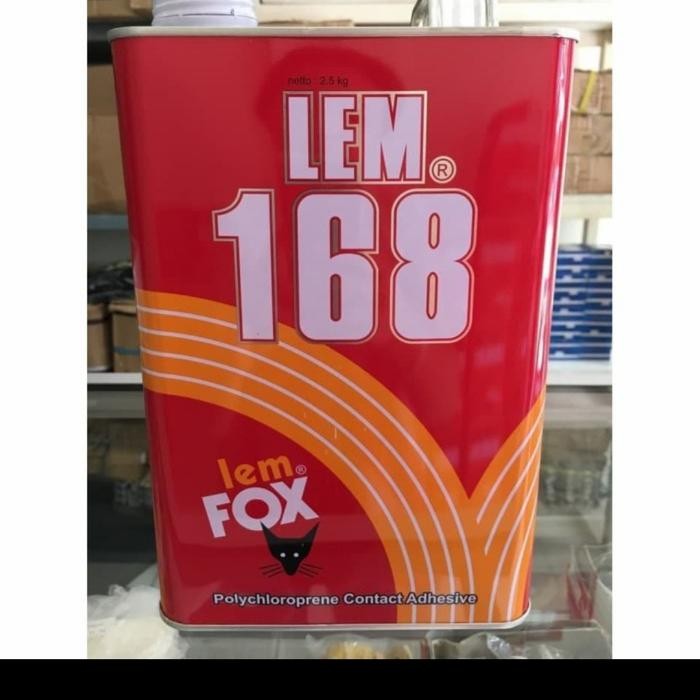 netto : 2.5 kg
LEM ®
168
lem ®
FOX
Polychloroprene Contact Adhesive